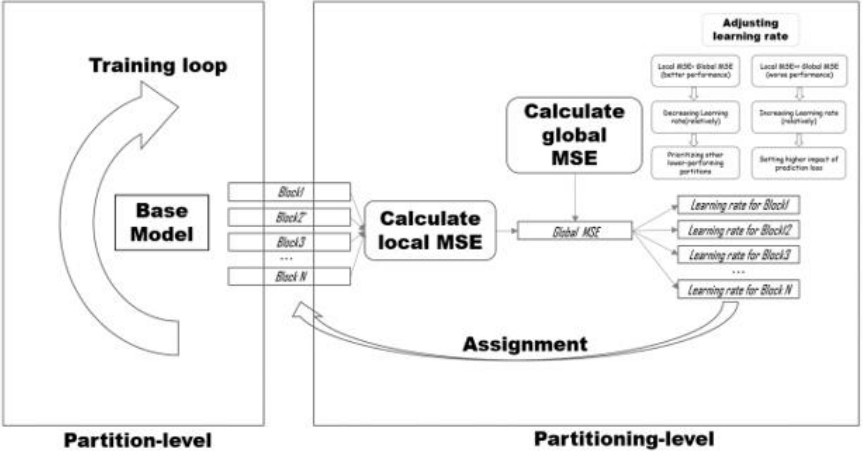 Training loop
Base
Model
Block1
Block2'
Block3
...
Block N
Partition-level
Calculate
local MSE
Calculate
global
MSE
Global MSE
Adjusting
learning rate
Local MSE< Global MSE
(better performance)
Decreasing Learning
rate(relatively)
Prioritizing other
lower-performing
partitions
Local MSE>= Global MSE
(worse performance)
Increasing Learning rate
(relatively)
Setting higher impact of
prediction loss
Learning rate for Block1
Learning rate for Block12
Learning rate for Block3
...
Learning rate for Block N
Assignment
Partitioning-level